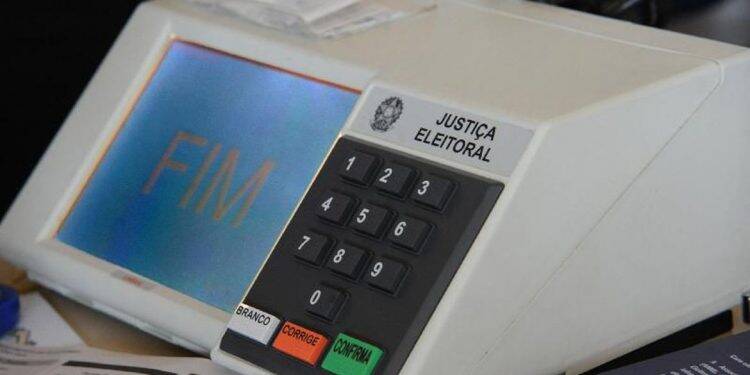 FIM
JUSTIÇA
ELEITORAL
1 2 3
4 5 6
7 8 9
0
BRANCO CORRIGE CONFIRMA